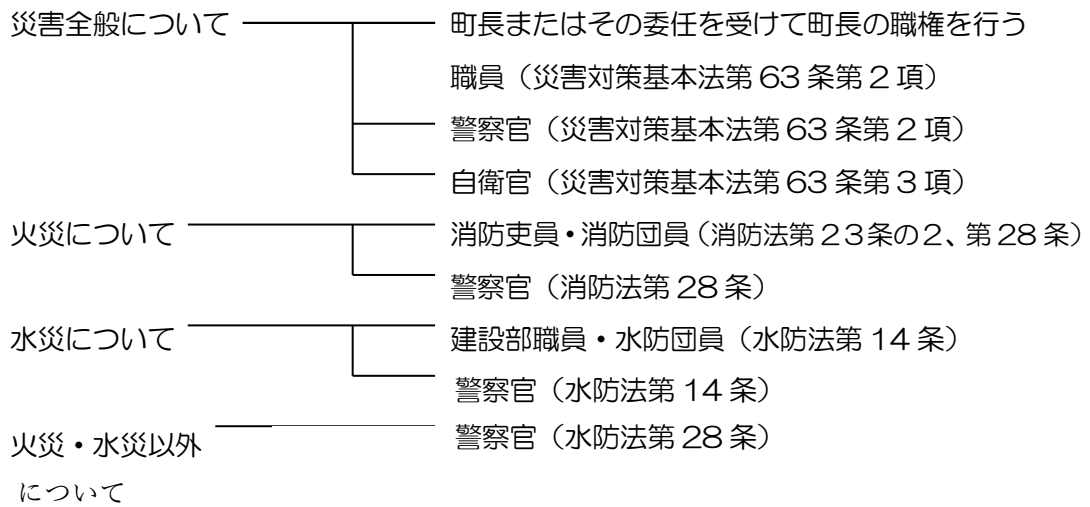 災害全般について 町長またはその委任を受けて町長の職権を行う
職員（災害対策基本法第63条第2項）
警察官（災害対策基本法第63条第2項）
自衛官（災害対策基本法第63条第3項）
火災について 消防吏員・消防団員（消防法第２３条の２、第28条）
警察官（消防法第28条）
水災について 建設部職員・水防団員（水防法第14条）
警察官（水防法第14条）
火災・水災以外 警察官（水防法第28条）
について